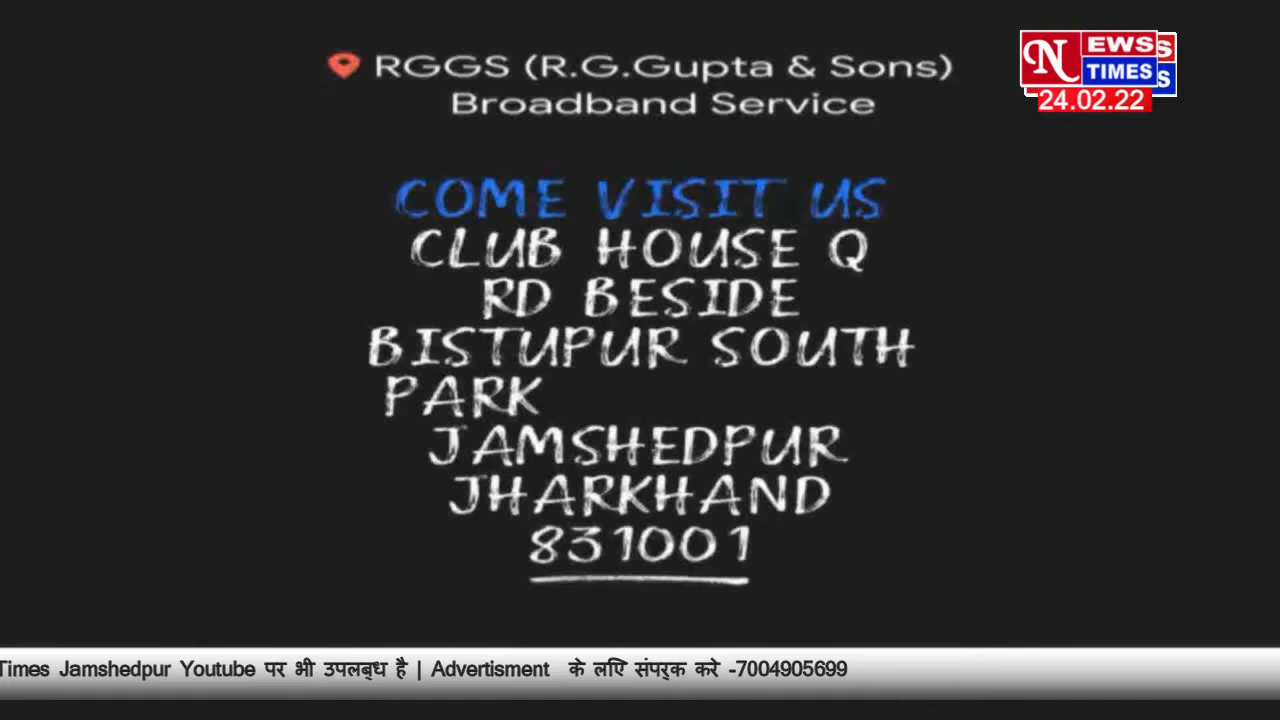 RGGS (R.G.Gupta & Sons)
Broadband Service
NEWS
TIMES
24.02.22
COME VISIT US
CLUB HOUSE Q
RD BESIDE
BISTUPUR SOUTH
PARK
JAMSHEDPUR
JHARKHAND
831001
Times Jamshedpur Youtube पर भी उपलब्ध है | Advertisment के लिए संपर्क करे -7004905699